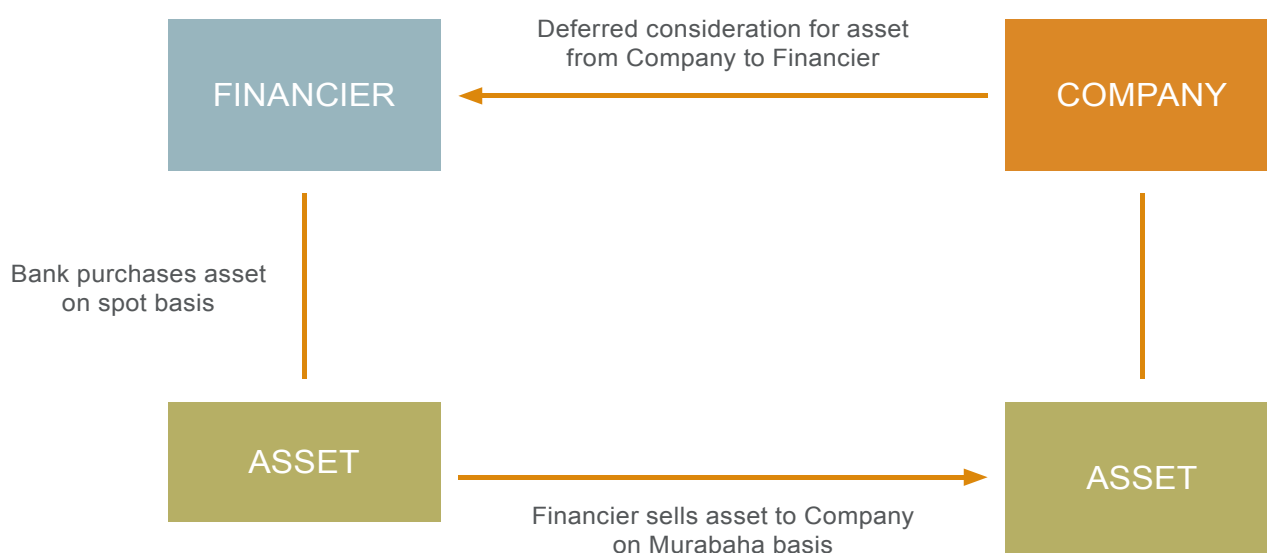 Deferred consideration for asset
from Company to Financier
FINANCIER
COMPANY
Bank purchases asset
on spot basis
ASSET
ASSET
Financier sells asset to Company
on Murabaha basis